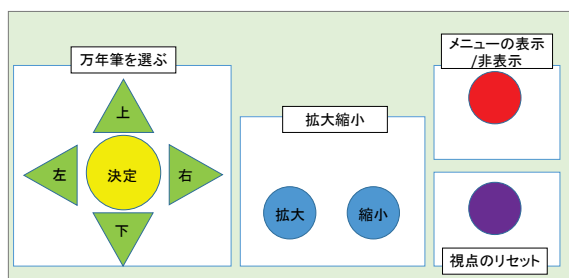 万年筆を選ぶ
上
左
決定
右
下
拡大縮小
拡大
縮小
メニューの表示
/非表示
視点のリセット